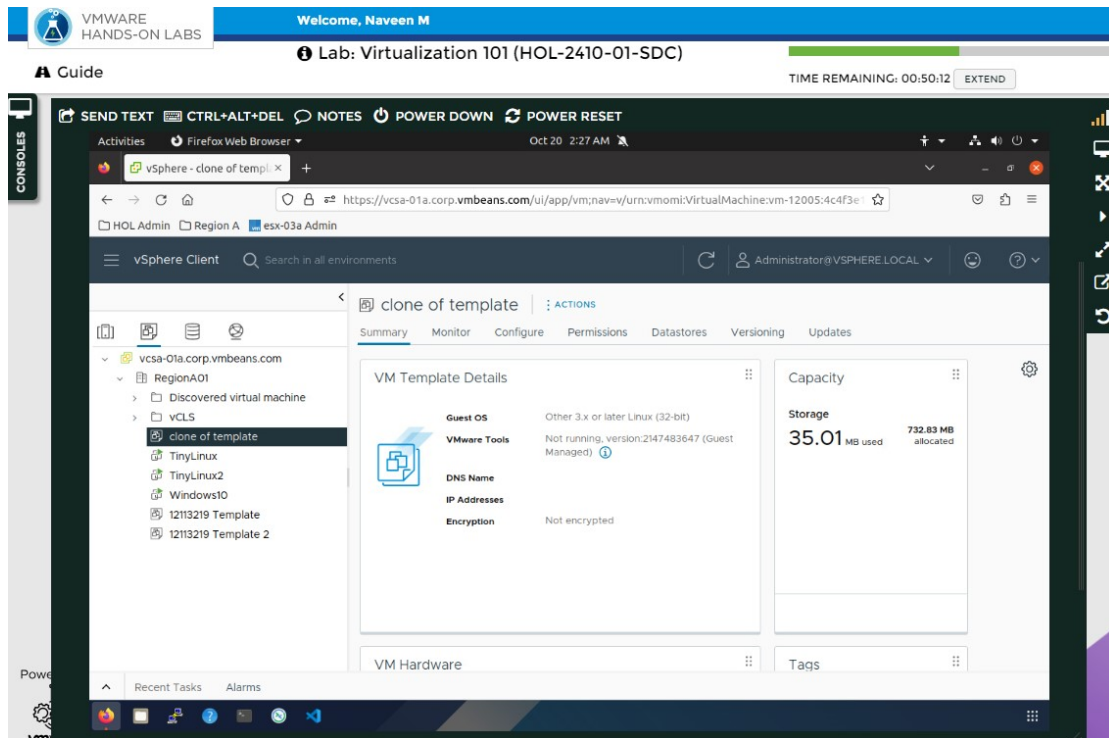 VMWARE
HANDS-ON LABS
Welcome, Naveen M
Lab: Virtualization 101 (HOL-2410-01-SDC)
Guide
TIME REMAINING: 00:50:12 EXTEND
CONSOLES
SEND TEXT CTRL+ALT+DEL NOTES POWER DOWN POWER RESET
Activities Firefox Web Browser Oct 20 2:27 AM
vSphere - clone of templ
https://vcsa-01a.corp.vmbeans.com/ui/app/vm;nav=v/urn:vmomi:VirtualMachine:vm-12005:4c4f3e1
HOL Admin Region A esx-03a Admin
vSphere Client Search in all environments Administrator@VSPHERE.LOCAL
clone of template ACTIONS
Summary Monitor Configure Permissions Datastores Versioning Updates
vcsa-01a.corp.vmbeans.com
RegionA01
Discovered virtual machine
vCLS
clone of template
TinyLinux
TinyLinux2
Windows10
12113219 Template
12113219 Template 2
VM Template Details
Guest OS Other 3.x or later Linux (32-bit)
VMware Tools Not running, version:2147483647 (Guest
Managed)
DNS Name
IP Addresses
Encryption Not encrypted
Capacity
Storage
35.01 MB used
732.83 MB
allocated
VM Hardware
Tags
Recent Tasks Alarms